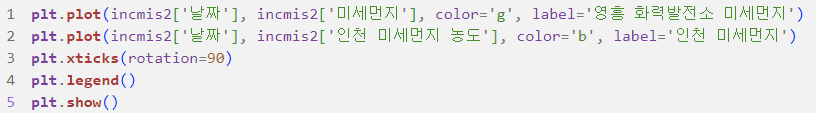 1 plt.plot(incmis2['날짜'], incmis2['미세먼지'], color='g', label='영흥 화력발전소 미세먼지')
2 plt.plot(incmis2['날짜'], incmis2['인천 미세먼지 농도'], color='b', label='인천 미세먼지')
3 plt.xticks(rotation=90)
4 plt.legend()
5 plt.show()